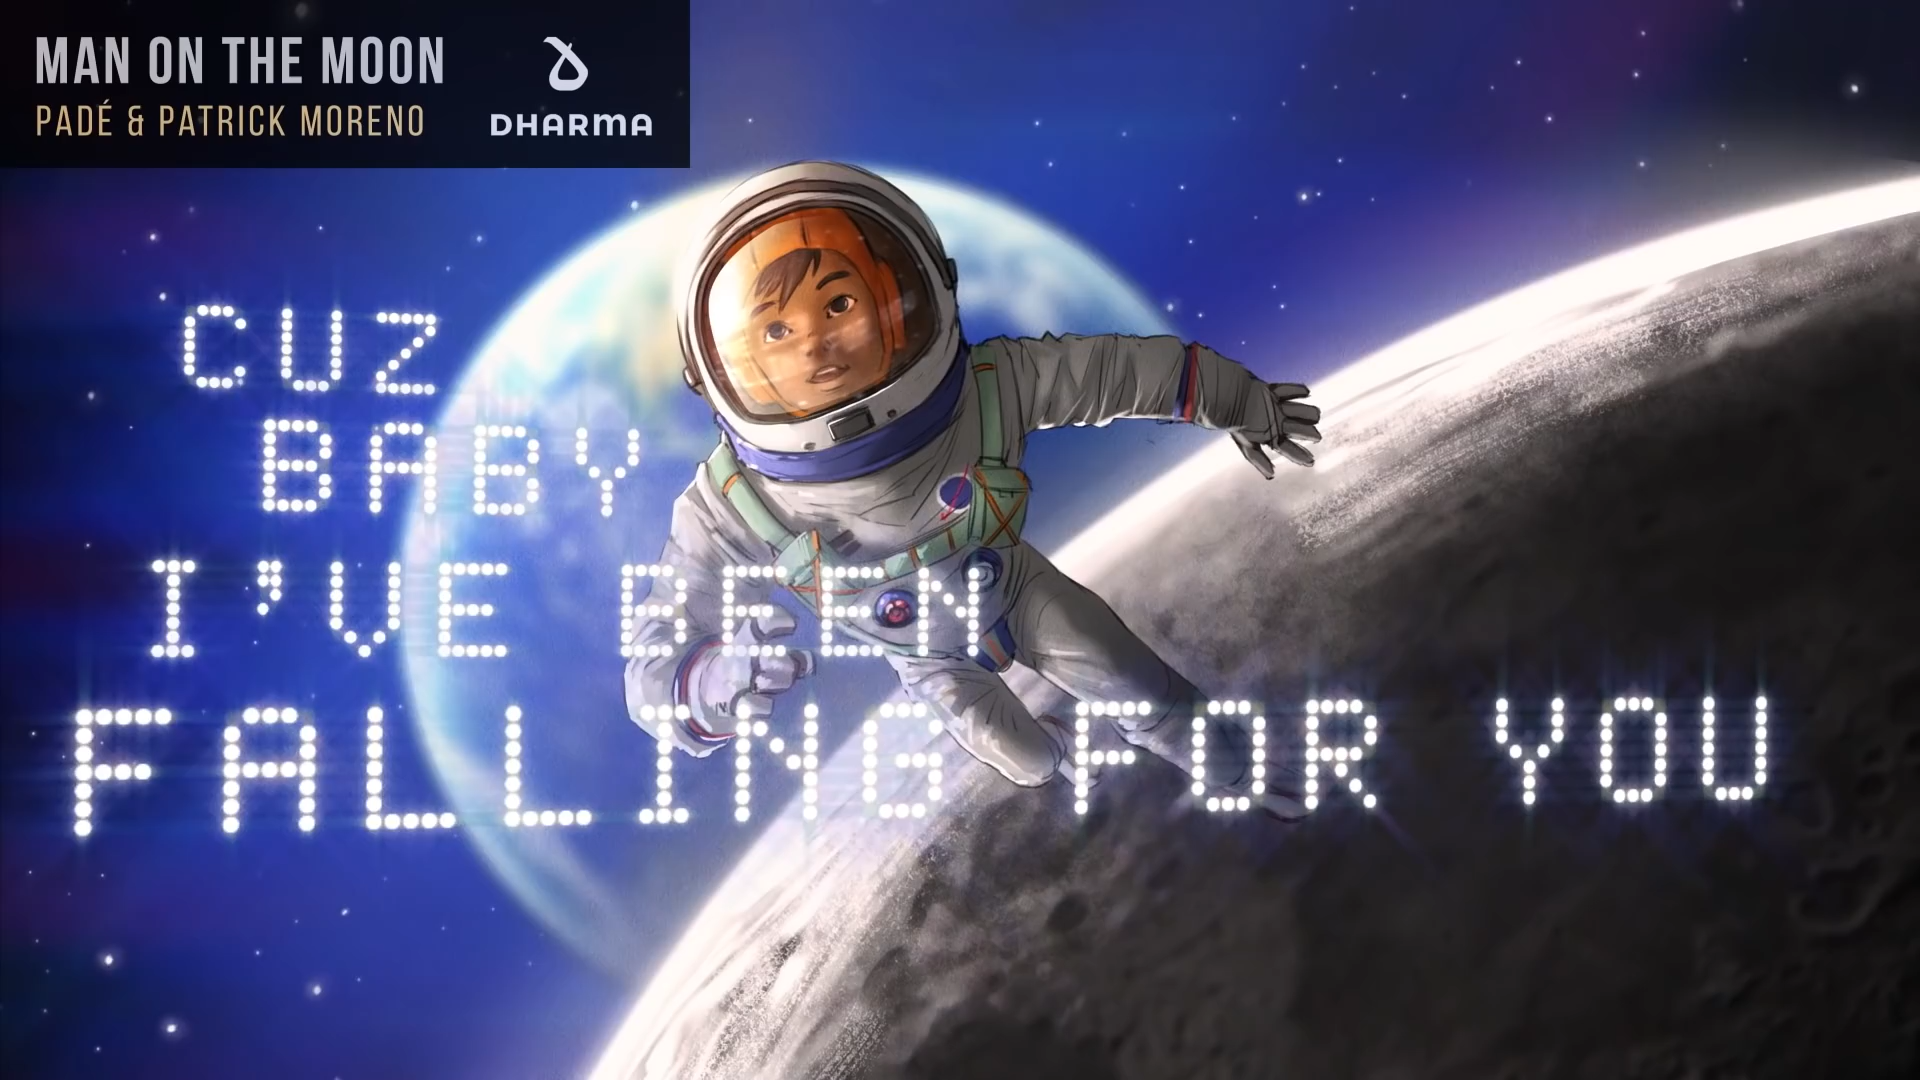 MAN ON THE MOON
PADÉ & PATRICK MORENO
DHARMA
CUZ
BABY
I'VE BEEN
FALLING FOR YOU